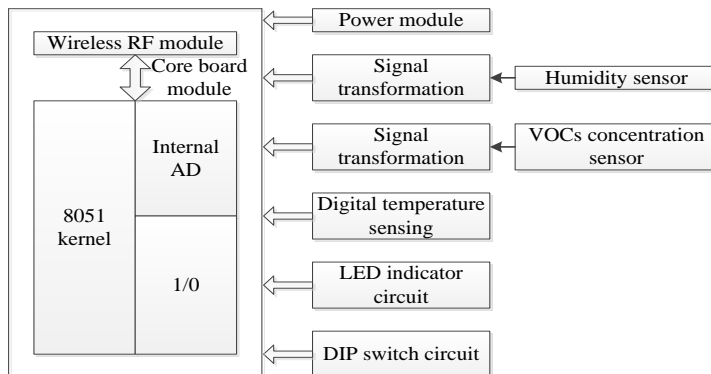 Power module
Wireless RF module
Core board
module
Signal
transformation
Humidity sensor
Internal
AD
Signal
transformation
VOCs concentration
sensor
8051
kernel
Digital temperature
sensing
1/0
LED indicator
circuit
DIP switch circuit